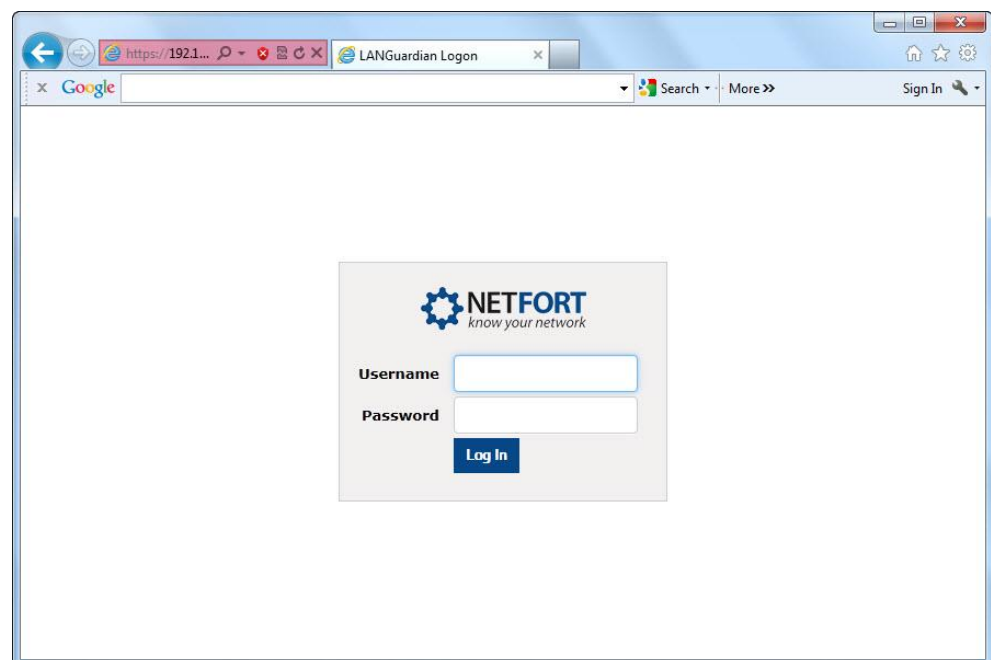 https://192.1...
LANGuardian Logon
Google
Search
More >>
Sign In
NETFORT
know your network
Username
Password
Log In